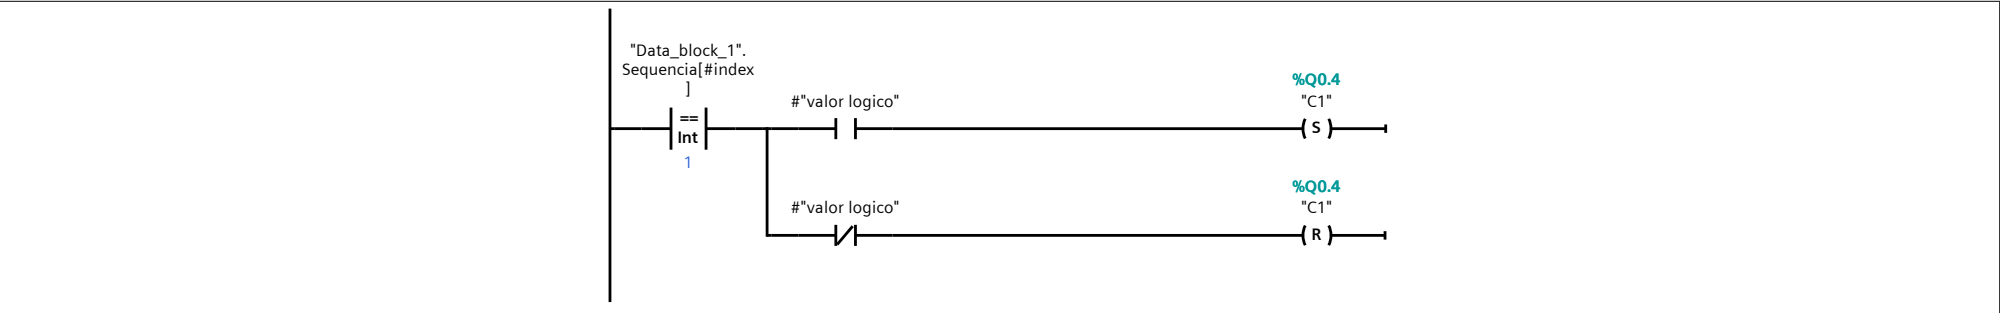 "Data_block_1".
Sequencia[#index
]
==
Int
1
#"valor logico"
%Q0.4
"C1"
S
#"valor logico"
%Q0.4
"C1"
R